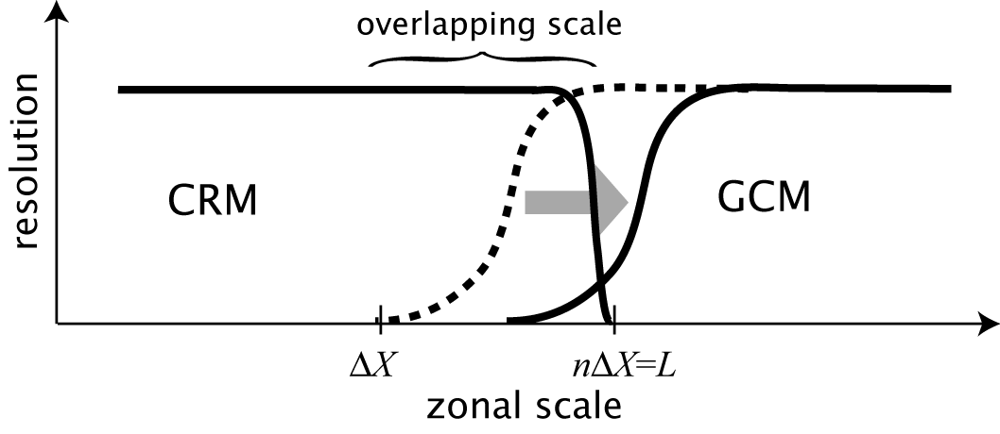 overlapping scale
resolution
CRM
GCM
ΔX
nΔX=L
zonal scale